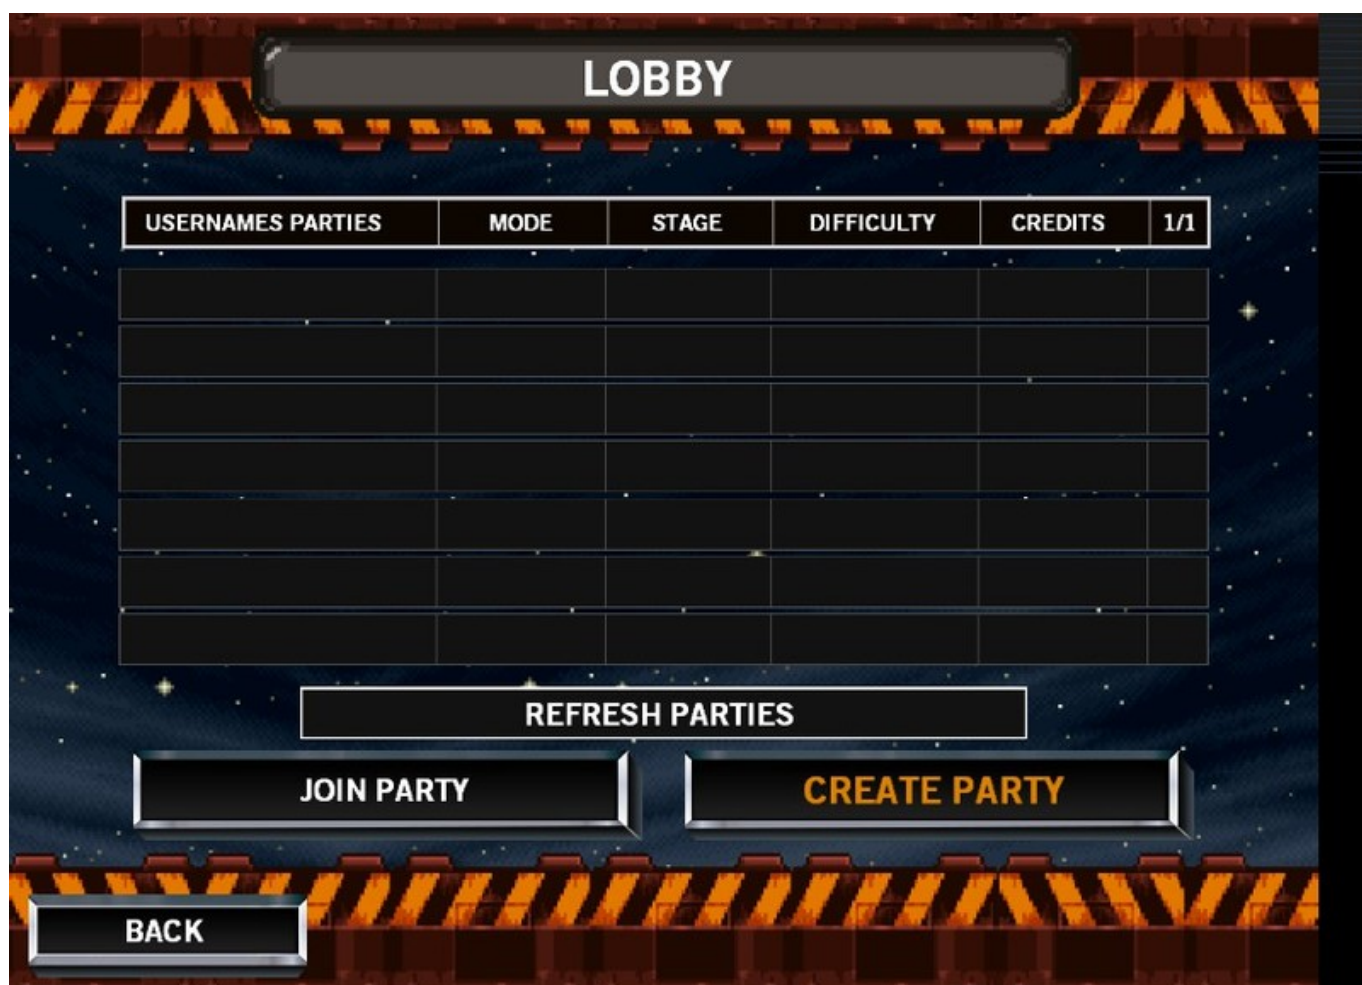 LOBBY
USERNAMES PARTIES MODE STAGE DIFFICULTY CREDITS 1/1
REFRESH PARTIES
JOIN PARTY CREATE PARTY
BACK